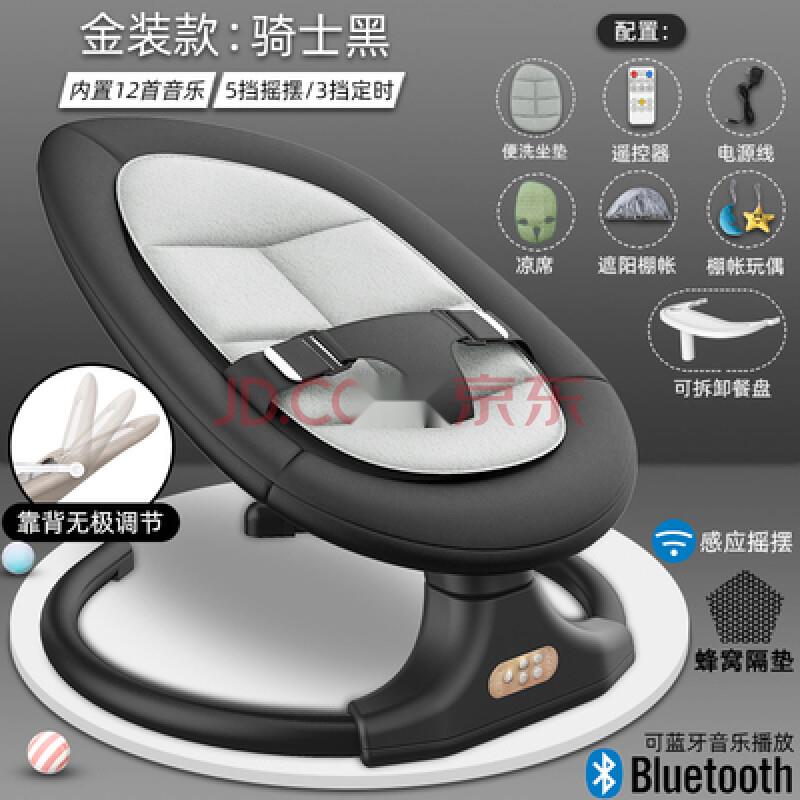 金装款：骑士黑
内置12首音乐
5挡摇摆/3挡定时
配置：
便洗坐垫
遥控器
电源线
凉席
遮阳棚帐
棚帐玩偶
可拆卸餐盘
JD.CO 京东
靠背无极调节
感应摇摆
蜂窝隔垫
可蓝牙音乐播放
Bluetooth